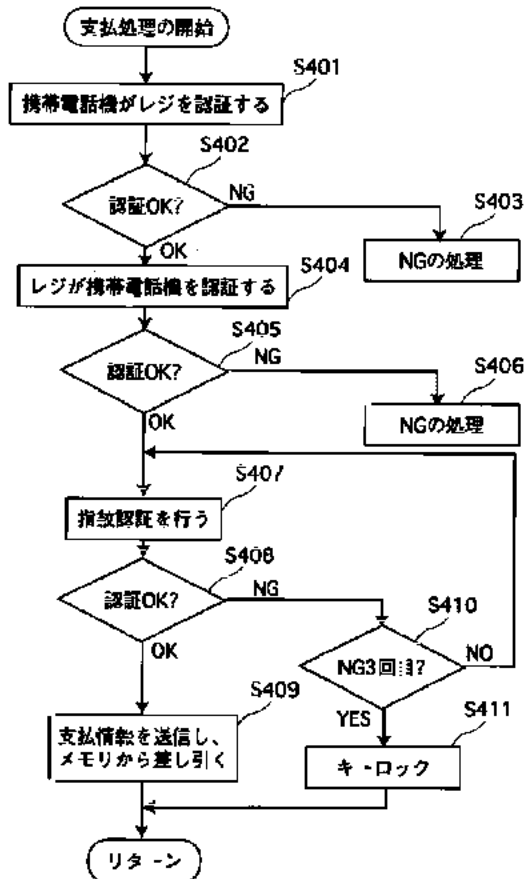 支払処理の開始
S401
携帯電話機がレジを認証する
S402
認証OK?
NG
S403
NGの処理
OK
S404
レジが携帯電話機を認証する
S405
認証OK?
NG
S406
NGの処理
OK
S407
指紋認証を行う
S408
認証OK?
NG
S410
OK
NG3回目?
NO
S409
YES
S411
支払情報を送信し、
メモリから差し引く
キーロック
リターン